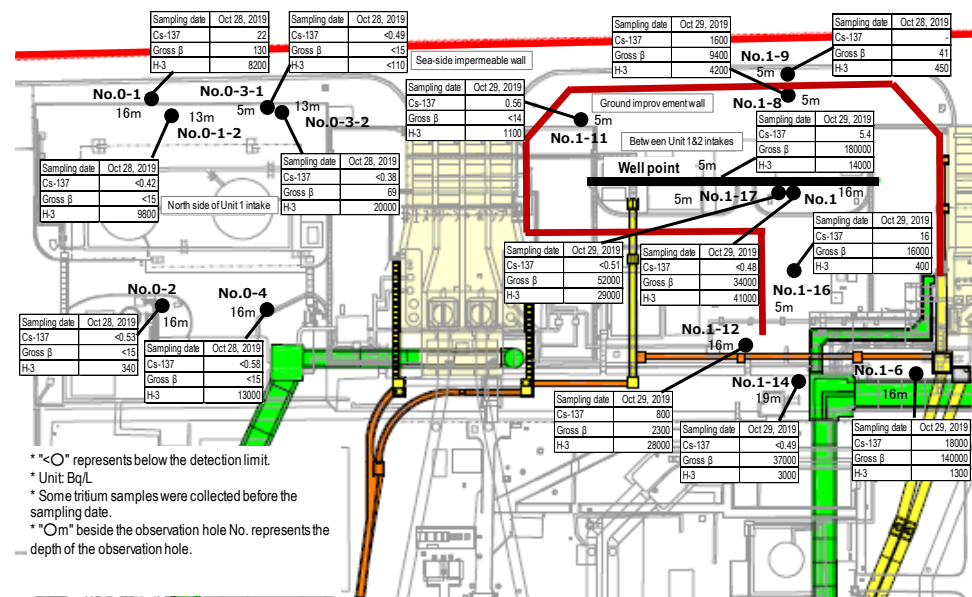 Sampling date Oct 28, 2019
Cs-137 22
Gross β 130
H-3 8200
Sampling date Oct 28, 2019
Cs-137 <0.49
Gross β <15
H-3 <110
Sea-side impermeable wall
Sampling date Oct 29, 2019
Cs-137 1600
Gross β 9400
H-3 4200
Sampling date Oct 28, 2019
Cs-137 -
Gross β 41
H-3 450
No.0-1
16m
No.0-3-1
5m
13m
No.0-1-2
13m
No.0-3-2
Sampling date Oct 29, 2019
Cs-137 0.56
Gross β <14
H-3 1100
5m
No.1-11
Ground improvement wall
No.1-9
5m
No.1-8
5m
Between Unit 1&2 intakes
Sampling date Oct 29, 2019
Cs-137 5.4
Gross β 180000
H-3 14000
Well point
5m
5m
No.1-17
No.1
16m
Sampling date Oct 28, 2019
Cs-137 <0.42
Gross β <15
H-3 9800
North side of Unit 1 intake
Sampling date Oct 28, 2019
Cs-137 <0.38
Gross β 69
H-3 20000
Sampling date Oct 29, 2019
Cs-137 <0.51
Gross β 52000
H-3 29000
Sampling date Oct 29, 2019
Cs-137 <0.48
Gross β 34000
H-3 41000
Sampling date Oct 29, 2019
Cs-137 16
Gross β 16000
H-3 400
No.1-16
5m
No.0-2
16m
No.0-4
16m
Sampling date Oct 28, 2019
Cs-137 <0.53
Gross β <15
H-3 340
Sampling date Oct 28, 2019
Cs-137 <0.58
Gross β <15
H-3 13000
No.1-12
16m
No.1-14
19m
No.1-6
16m
Sampling date Oct 29, 2019
Cs-137 800
Gross β 2300
H-3 28000
Sampling date Oct 29, 2019
Cs-137 <0.49
Gross β 37000
H-3 3000
Sampling date Oct 29, 2019
Cs-137 18000
Gross β 140000
H-3 1300
* "<○" represents below the detection limit.
* Unit: Bq/L
* Some tritium samples were collected before the
sampling date.
* "○m" beside the observation hole No. represents the
depth of the observation hole.